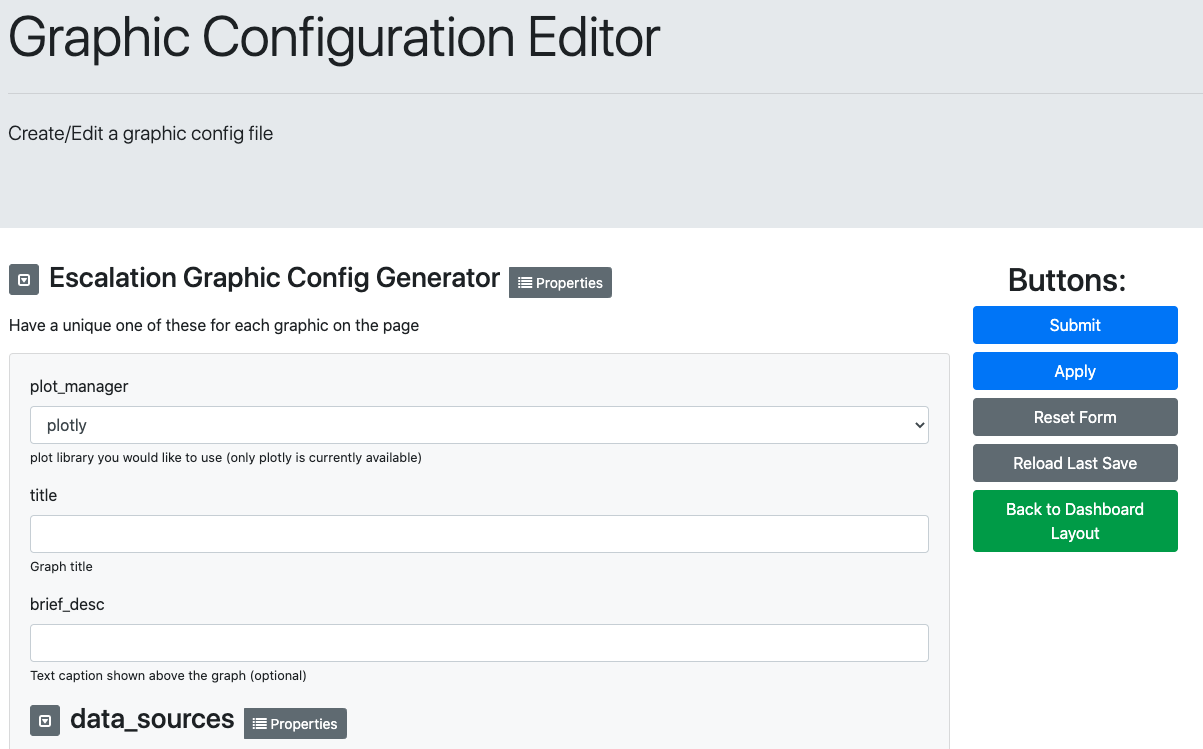 Graphic Configuration Editor
Create/Edit a graphic config file
Escalation Graphic Config Generator
Properties
Have a unique one of these for each graphic on the page
plot_manager
plotly
plot library you would like to use (only plotly is currently available)
title
Graph title
brief_desc
Text caption shown above the graph (optional)
data_sources
Properties
Buttons:
Submit
Apply
Reset Form
Reload Last Save
Back to Dashboard
Layout